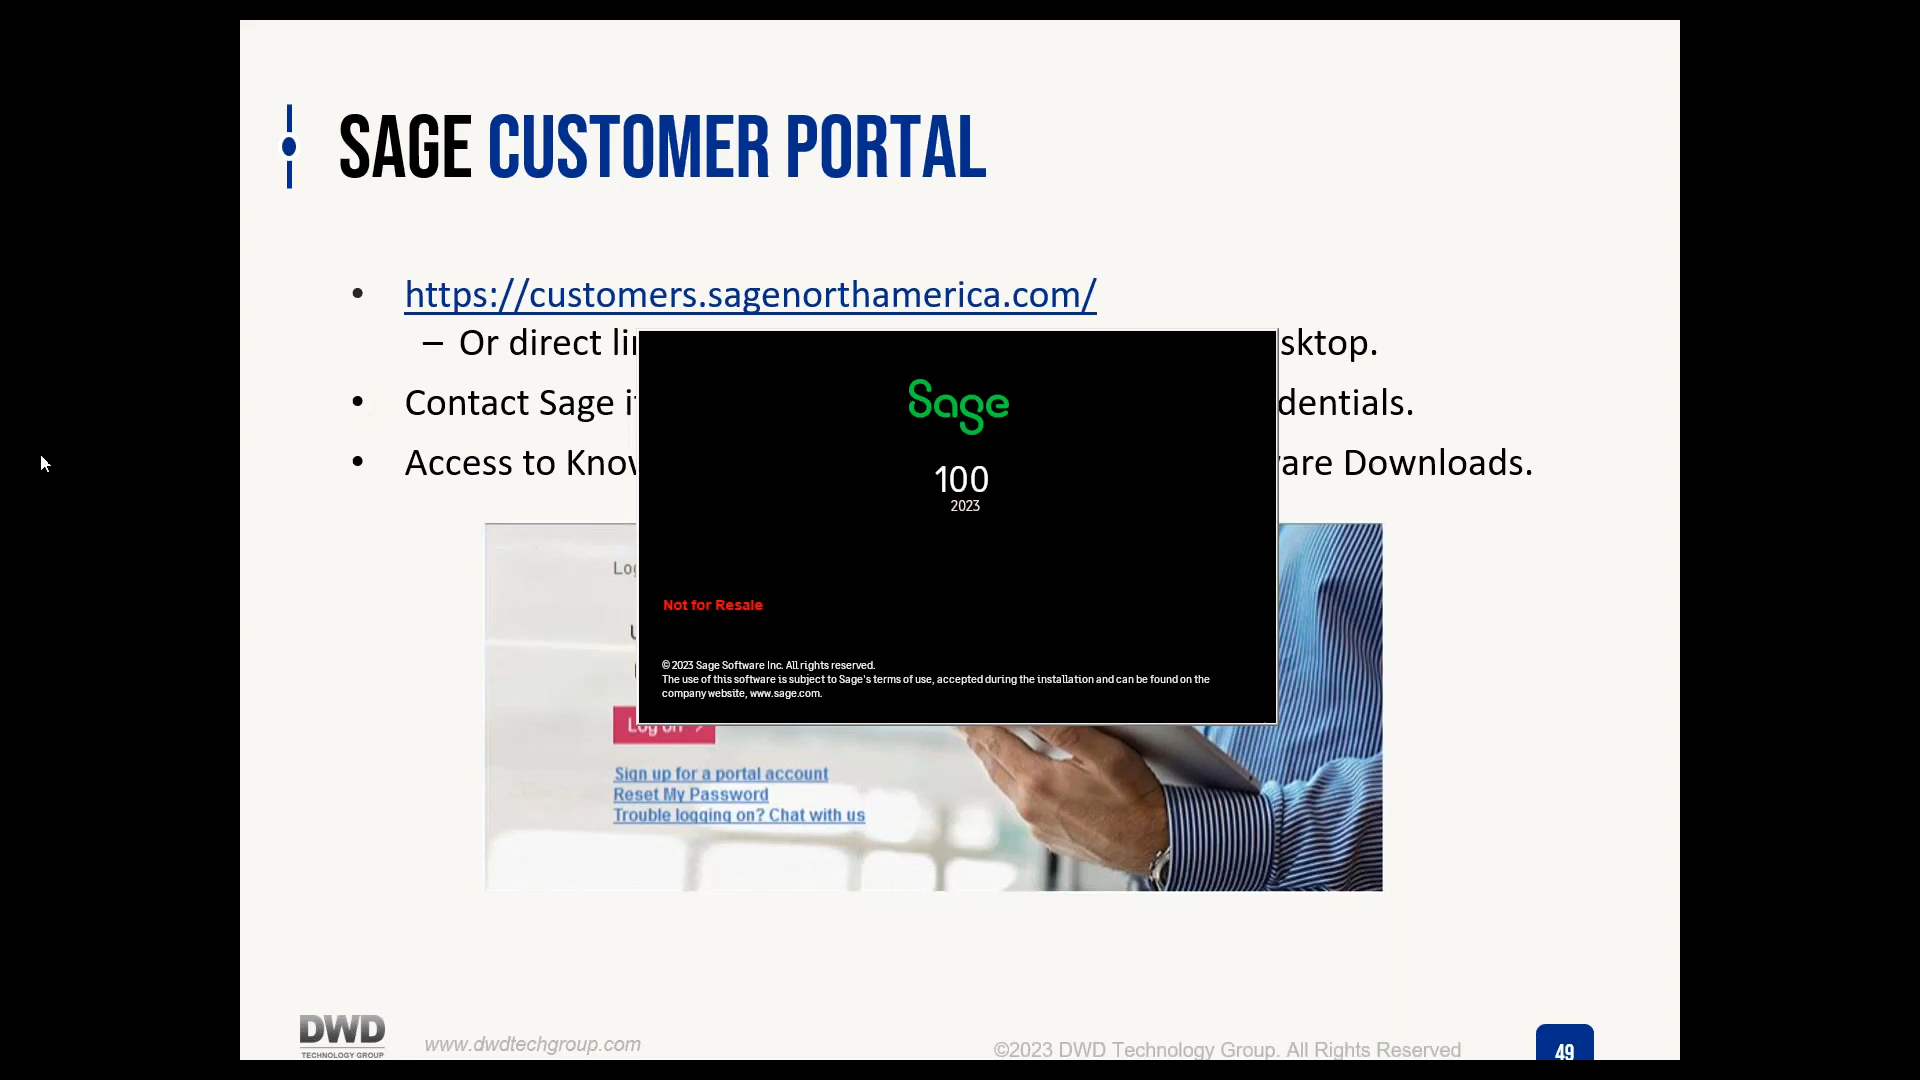 SAGE CUSTOMER PORTAL
• https://customers.sagenorthamerica.com/
– Or direct sktop.
• Contact Sage dentials.
• Access to are Downloads.
Sage
100
2023
Not for Resale
© 2023 Sage Software Inc. All rights reserved.
The use of this software is subject to Sage's terms of use, accepted during the installation and can be found on the
company website, www.sage.com.
Log on >
Sign up for a portal account
Reset My Password
Trouble logging on? Chat with us
DWD
TECHNOLOGY GROUP
www.dwdtechgroup.com
©2023 DWD Technology Group. All Rights Reserved
49